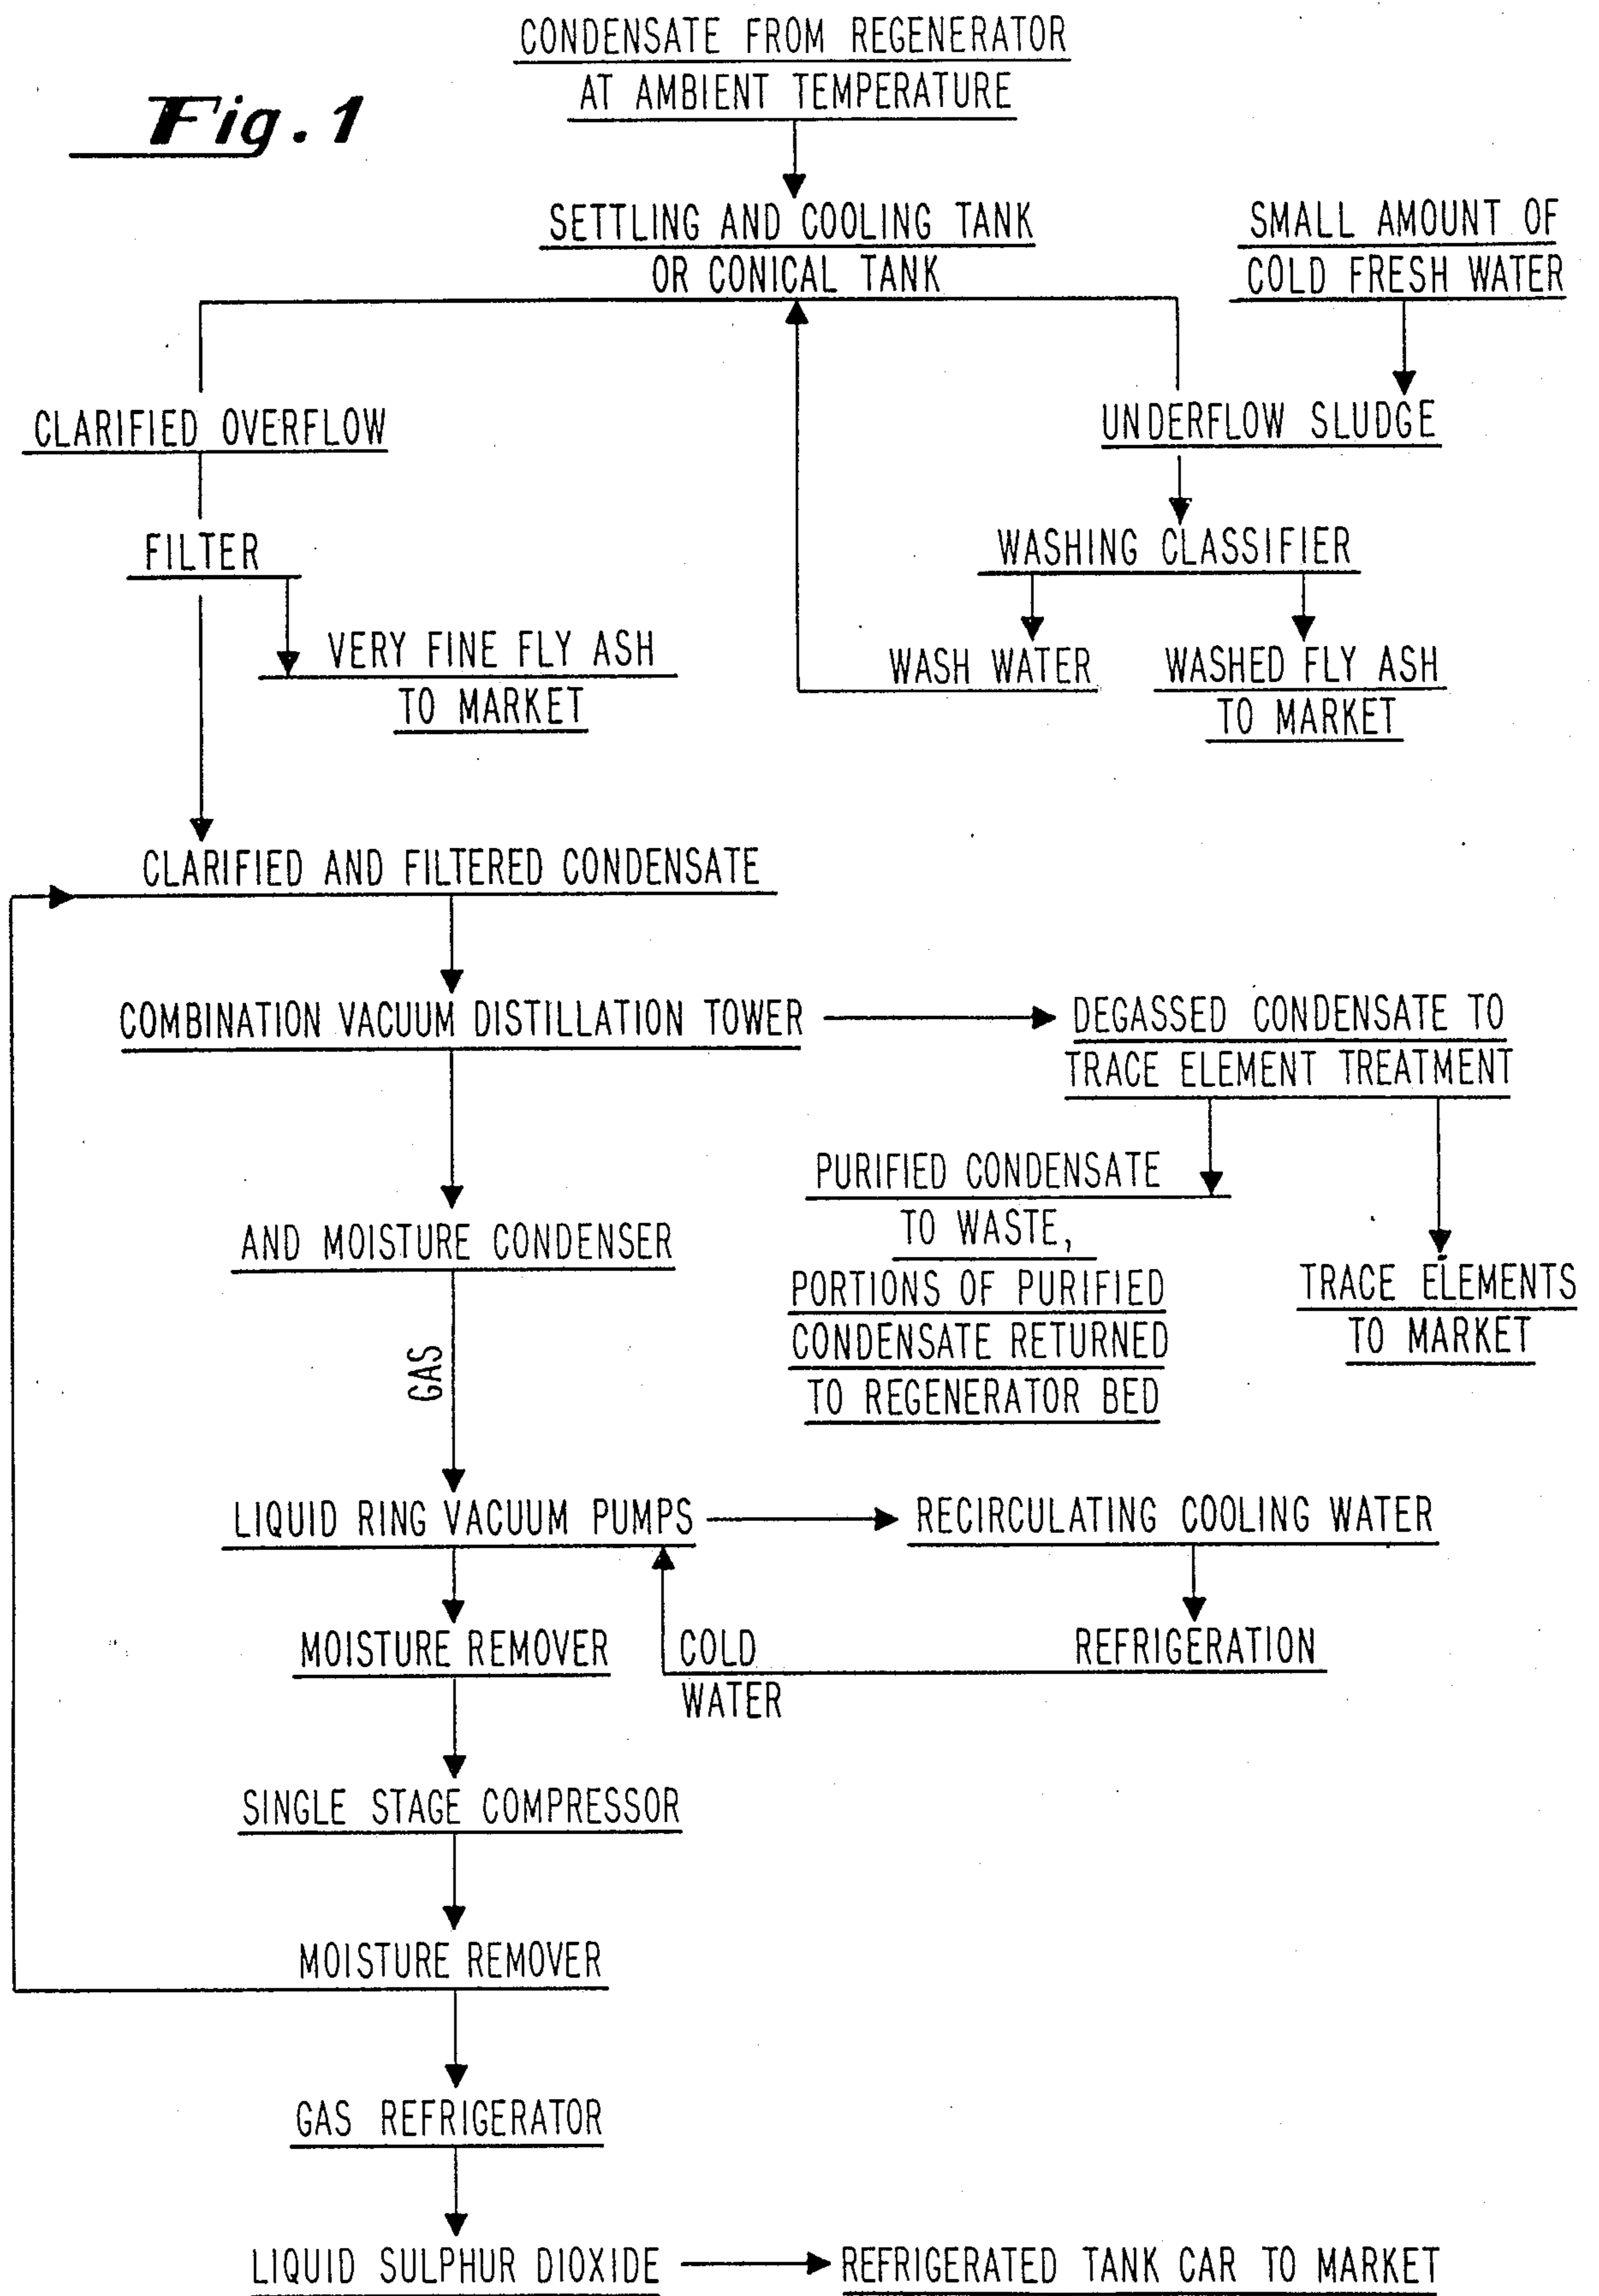 CONDENSATE FROM REGENERATOR
AT AMBIENT TEMPERATURE
Fig. 1
SETTLING AND COOLING TANK
OR CONICAL TANK
SMALL AMOUNT OF
COLD FRESH WATER
CLARIFIED OVERFLOW
UNDERFLOW SLUDGE
FILTER
WASHING CLASSIFIER
VERY FINE FLY ASH
TO MARKET
WASH WATER
WASHED FLY ASH
TO MARKET
CLARIFIED AND FILTERED CONDENSATE
COMBINATION VACUUM DISTILLATION TOWER
DEGASSED CONDENSATE TO
TRACE ELEMENT TREATMENT
PURIFIED CONDENSATE
TO WASTE,
PORTIONS OF PURIFIED
CONDENSATE RETURNED
TO REGENERATOR BED
TRACE ELEMENTS
TO MARKET
AND MOISTURE CONDENSER
GAS
LIQUID RING VACUUM PUMPS
RECIRCULATING COOLING WATER
MOISTURE REMOVER
COLD
WATER
REFRIGERATION
SINGLE STAGE COMPRESSOR
MOISTURE REMOVER
GAS REFRIGERATOR
LIQUID SULPHUR DIOXIDE
REFRIGERATED TANK CAR TO MARKET